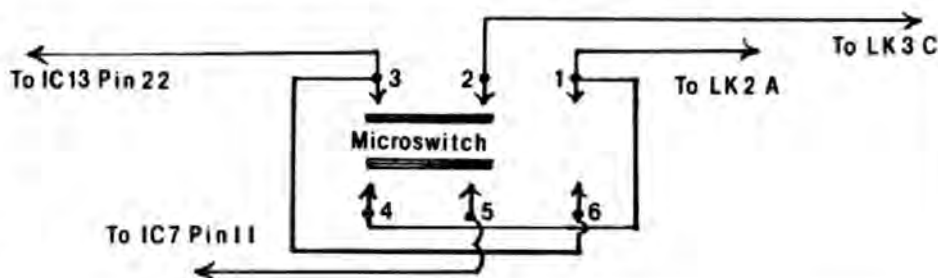 To LK3 C
To IC13 Pin 22
3
2
1
To LK2 A
Microswitch
4
5
6
To IC7 Pin 11